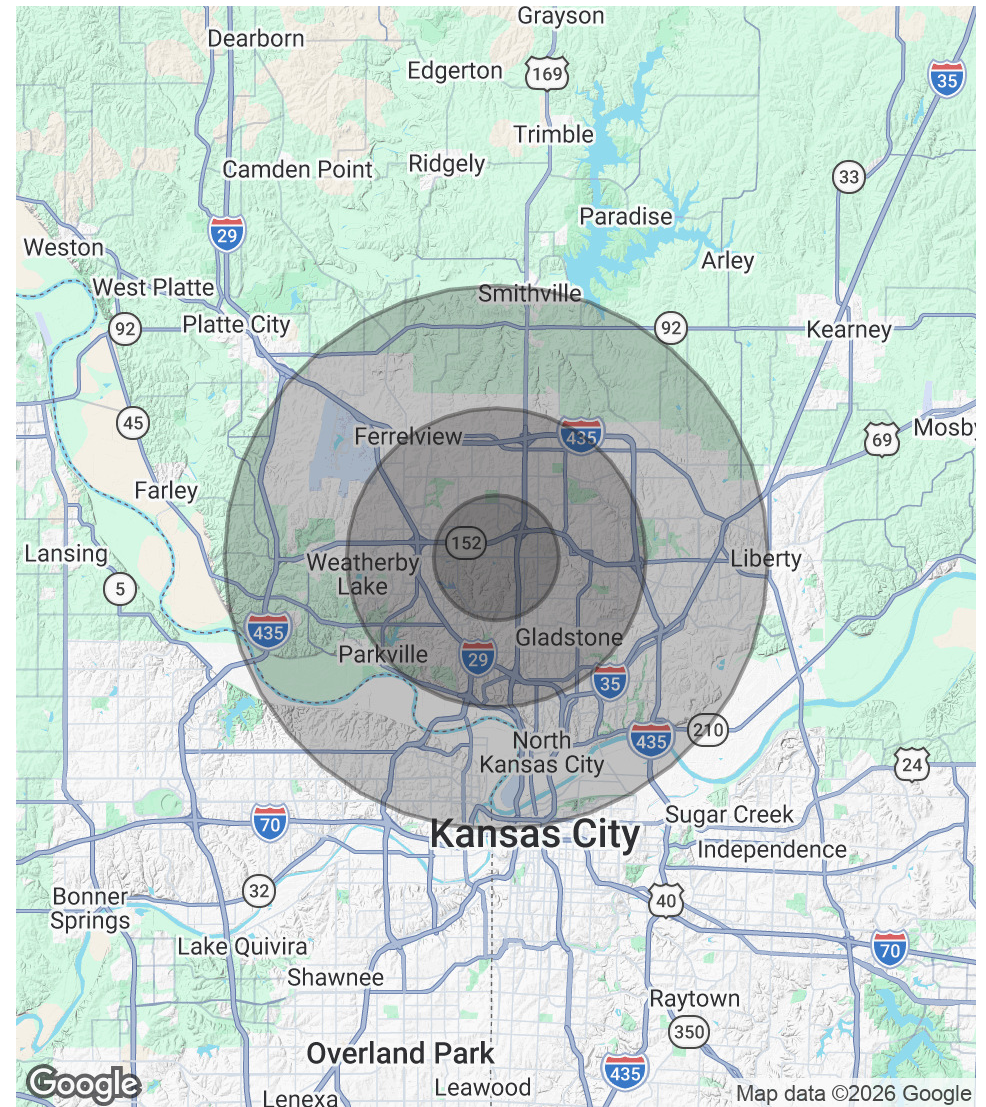 Grayson
Dearborn
Edgerton
169
35
Trimble
Ridgely
Camden Point
33
Paradise
29
Weston
Arley
West Platte
Smithville
92
Platte City
92
Kearney
45
Mosby
Ferrelview
435
69
Farley
152
Lansing
Weatherby
Lake
Liberty
5
435
Gladstone
Parkville
29
35
210
North
Kansas City
435
24
70
Sugar Creek
Kansas City
Independence
32
Bonner
Springs
40
Lake Quivira
70
Shawnee
Raytown
350
Overland Park
435
Leawood
Lenexa
Google
Map data ©2026 Google